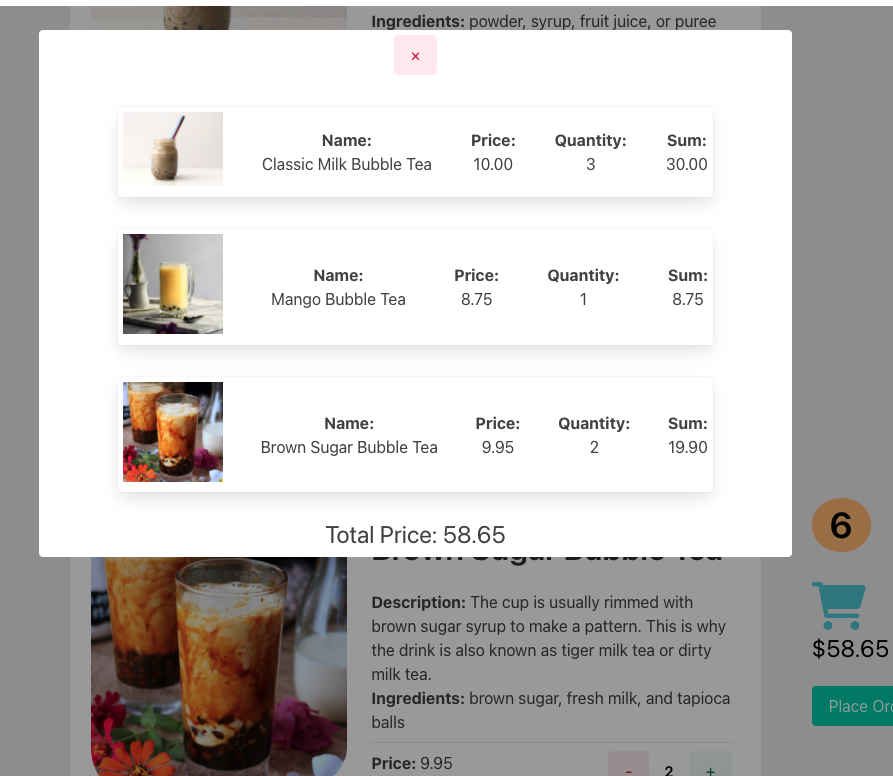 Ingredients: powder, syrup, fruit juice, or puree
×
Name: Price: Quantity: Sum:
Classic Milk Bubble Tea 10.00 3 30.00
Name: Price: Quantity: Sum:
Mango Bubble Tea 8.75 1 8.75
Name: Price: Quantity: Sum:
Brown Sugar Bubble Tea 9.95 2 19.90
Total Price: 58.65
6
$58.65
Place Ord
Brown Sugar Bubble Tea
Description: The cup is usually rimmed with
brown sugar syrup to make a pattern. This is why
the drink is also known as tiger milk tea or dirty
milk tea.
Ingredients: brown sugar, fresh milk, and tapioca
balls
Price: 9.95 - 2 +